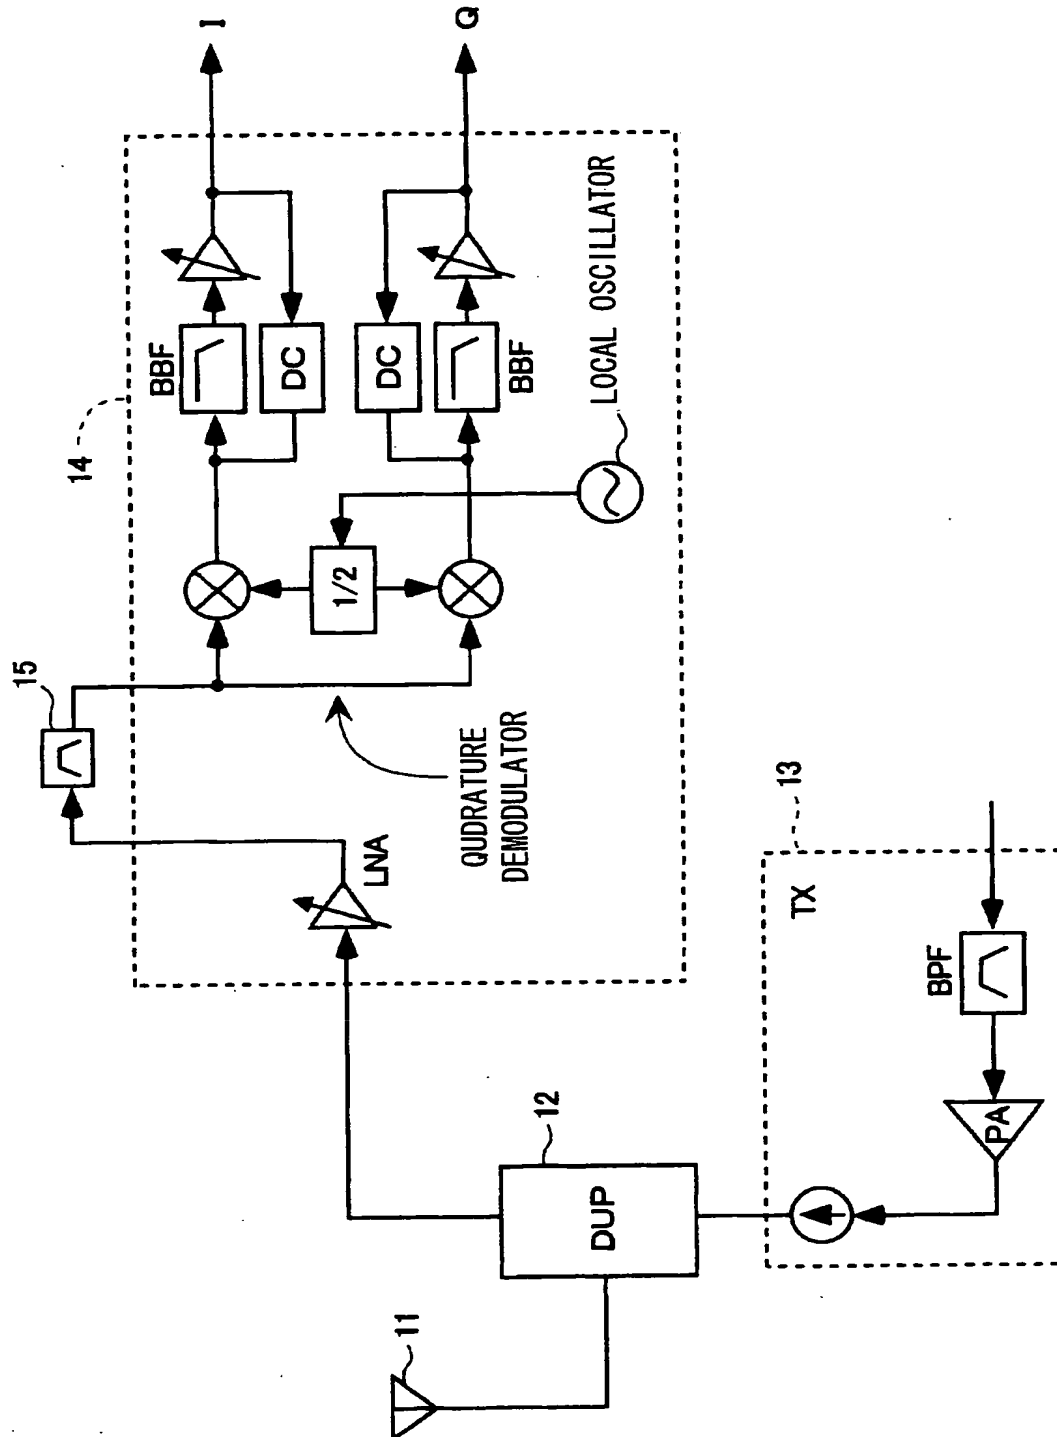 11
DUP
12
TX
13
PA
BPF
LNA
15
QUDRATURE
DEMODULATOR
14
1/2
LOCAL OSCILLATOR
BBF
DC
DC
BBF
I
Q